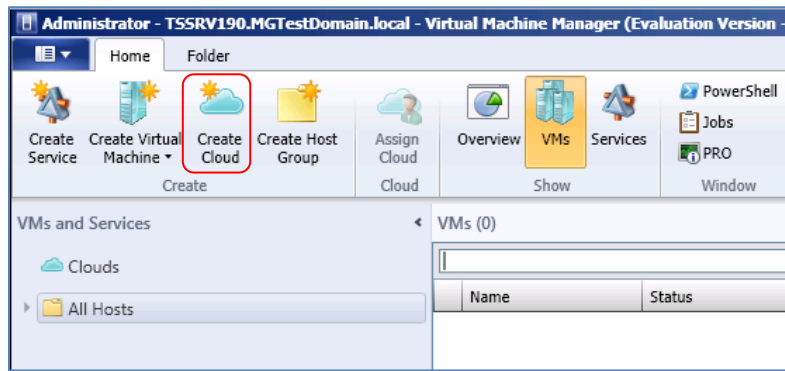 Administrator - TSSRV190.MGTestDomain.local - Virtual Machine Manager (Evaluation Version -
Home Folder
Create Service
Create Virtual Machine
Create Cloud
Create Host Group
Assign Cloud
Overview
VMs
Services
PowerShell
Jobs
PRO
Create Cloud Show Window
VMs and Services
VMs (0)
Clouds
Name Status
All Hosts